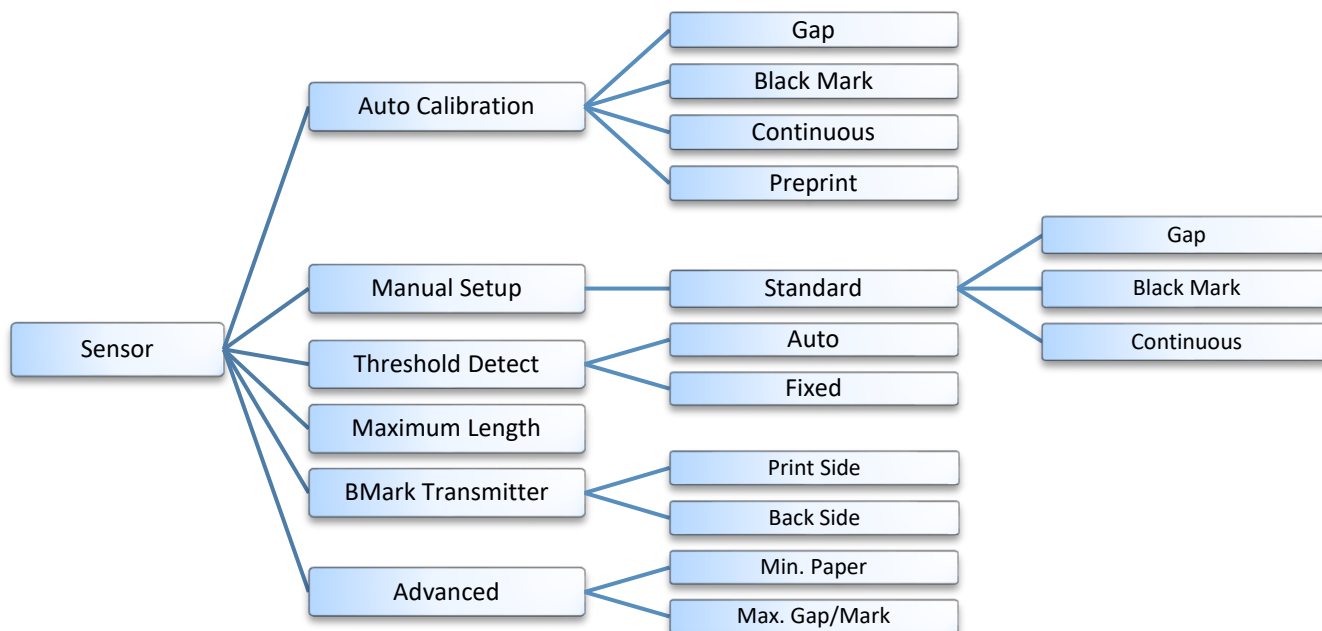 Sensor
Auto Calibration
Gap
Black Mark
Continuous
Preprint
Manual Setup
Standard
Gap
Black Mark
Continuous
Threshold Detect
Auto
Fixed
Maximum Length
BMark Transmitter
Print Side
Back Side
Advanced
Min. Paper
Max. Gap/Mark